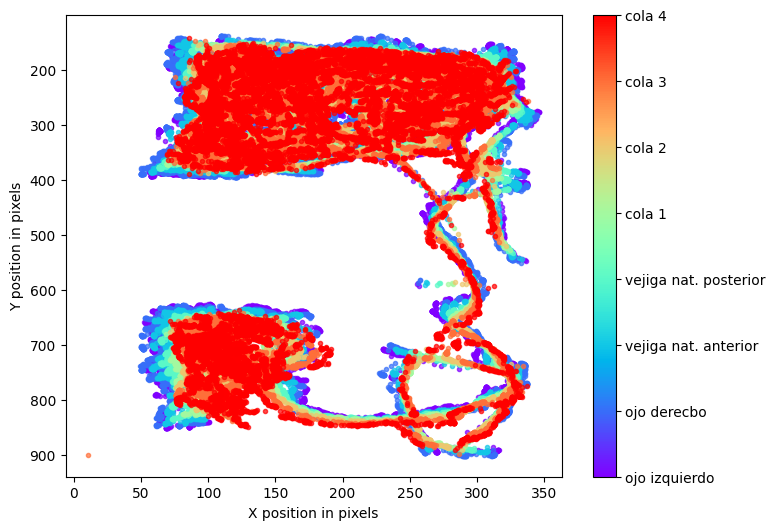 cola 4
cola 3
cola 2
cola 1
vejiga nat. posterior
vejiga nat. anterior
ojo derecbo
ojo izquierdo
200
300
400
500
600
700
800
900
Y position in pixels
0
50
100
150
200
250
300
350
X position in pixels